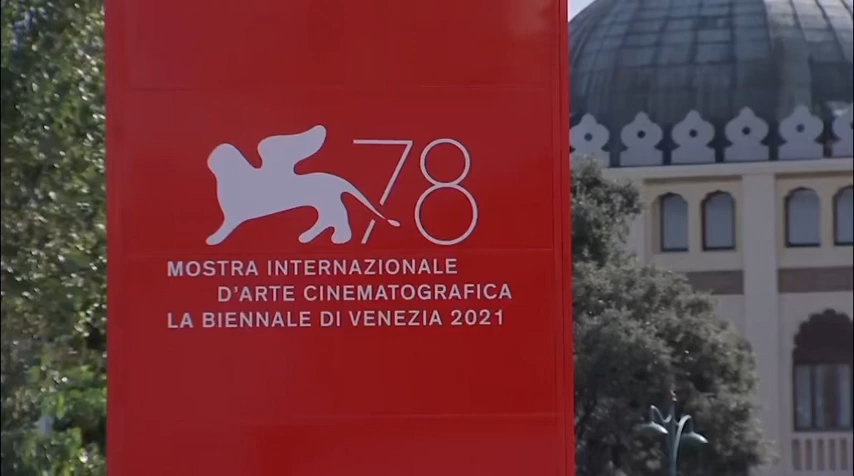 78
MOSTRA INTERNAZIONALE
D'ARTE CINEMATOGRAFICA
LA BIENNALE DI VENEZIA 2021